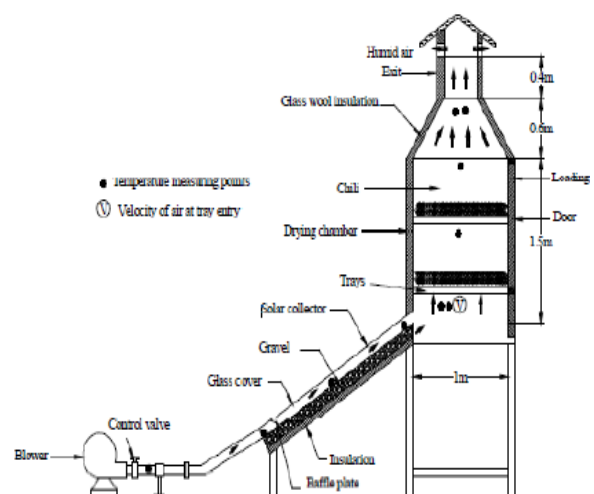 Humid air
Exit
0.4m
Glass wool insulation
0.6m
Temperature measuring points
Ⓥ Velocity of air at tray entry
Loading
Chili
Door
Drying chamber
1.5m
Trays
V
Solar collector
Gravel
Glass cover
1m
Control valve
Blower
Insulation
Baffle plate